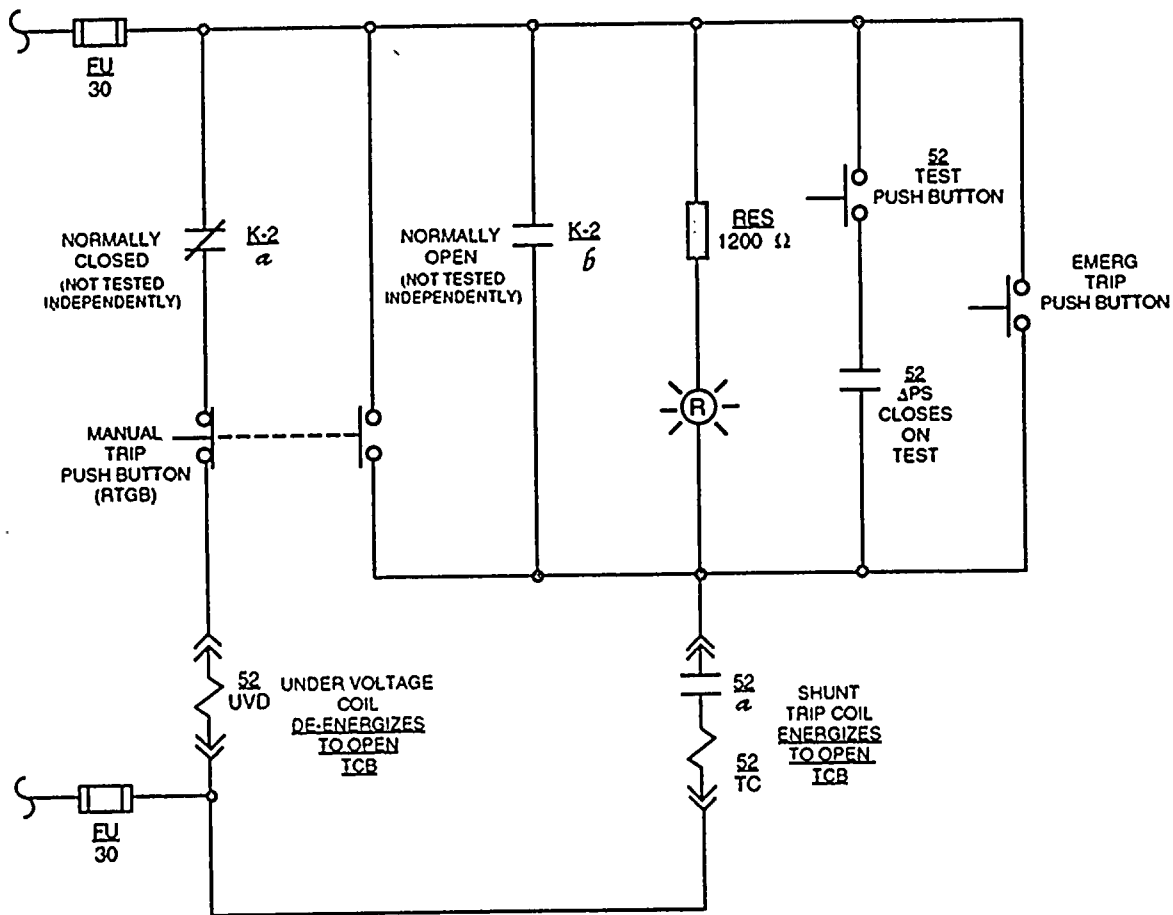 FU
30
NORMALLY
CLOSED
(NOT TESTED
INDEPENDENTLY)
K-2
a
NORMALLY
OPEN
(NOT TESTED
INDEPENDENTLY)
K-2
b
RES
1200 Ω
52
TEST
PUSH BUTTON
EMERG
TRIP
PUSH BUTTON
R
52
ΔPS
CLOSES
ON
TEST
MANUAL
TRIP
PUSH BUTTON
(RTGB)
52
UVD
UNDER VOLTAGE
COIL
DE-ENERGIZES
TO OPEN
TCB
52
a
52
TC
SHUNT
TRIP COIL
ENERGIZES
TO OPEN
TCB
FU
30